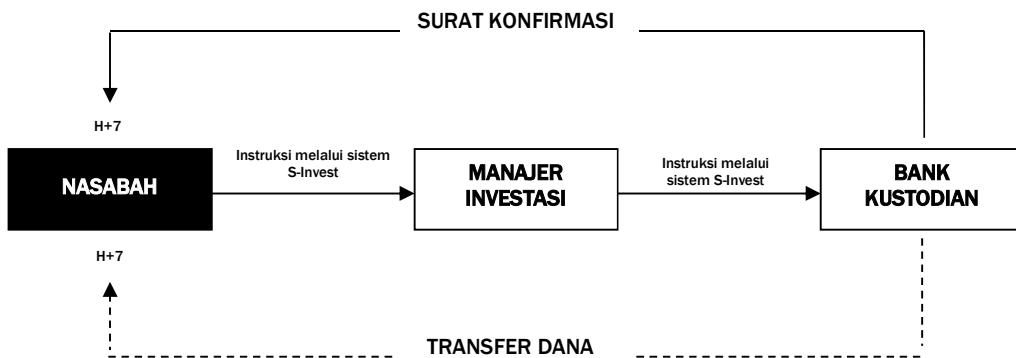 SURAT KONFIRMASI
H+7
NASABAH
Instruksi melalui sistem
S-Invest
MANAJER
INVESTASI
Instruksi melalui
sistem S-Invest
BANK
KUSTODIAN
H+7
TRANSFER DANA